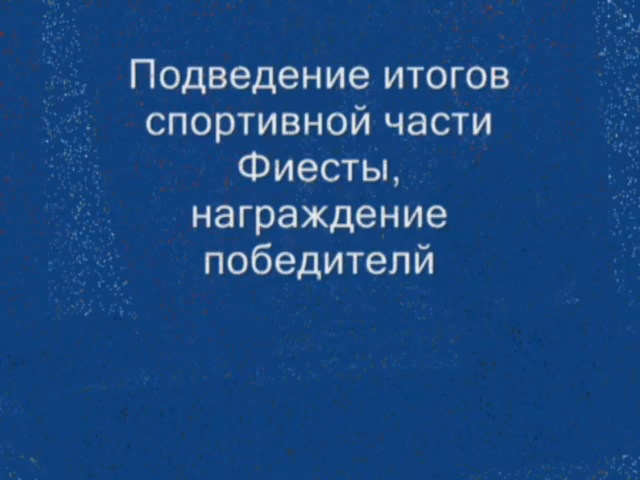 Подведение итогов
спортивной части
Фиесты,
награждение
победителй